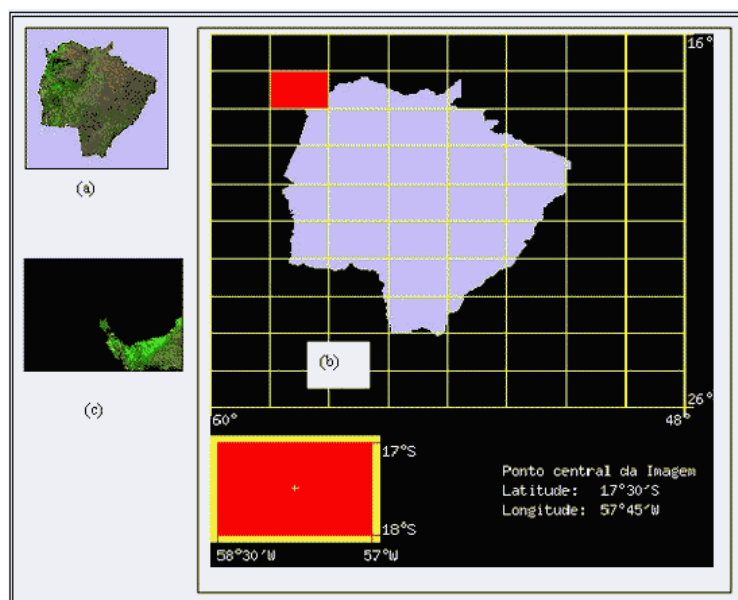 (a)
(c)
16°
(b)
26°
60°
48°
17°S
18°S
58°30'W
57°W
Ponto central da Imagem
Latitude: 17°30'S
Longitude: 57°45'W